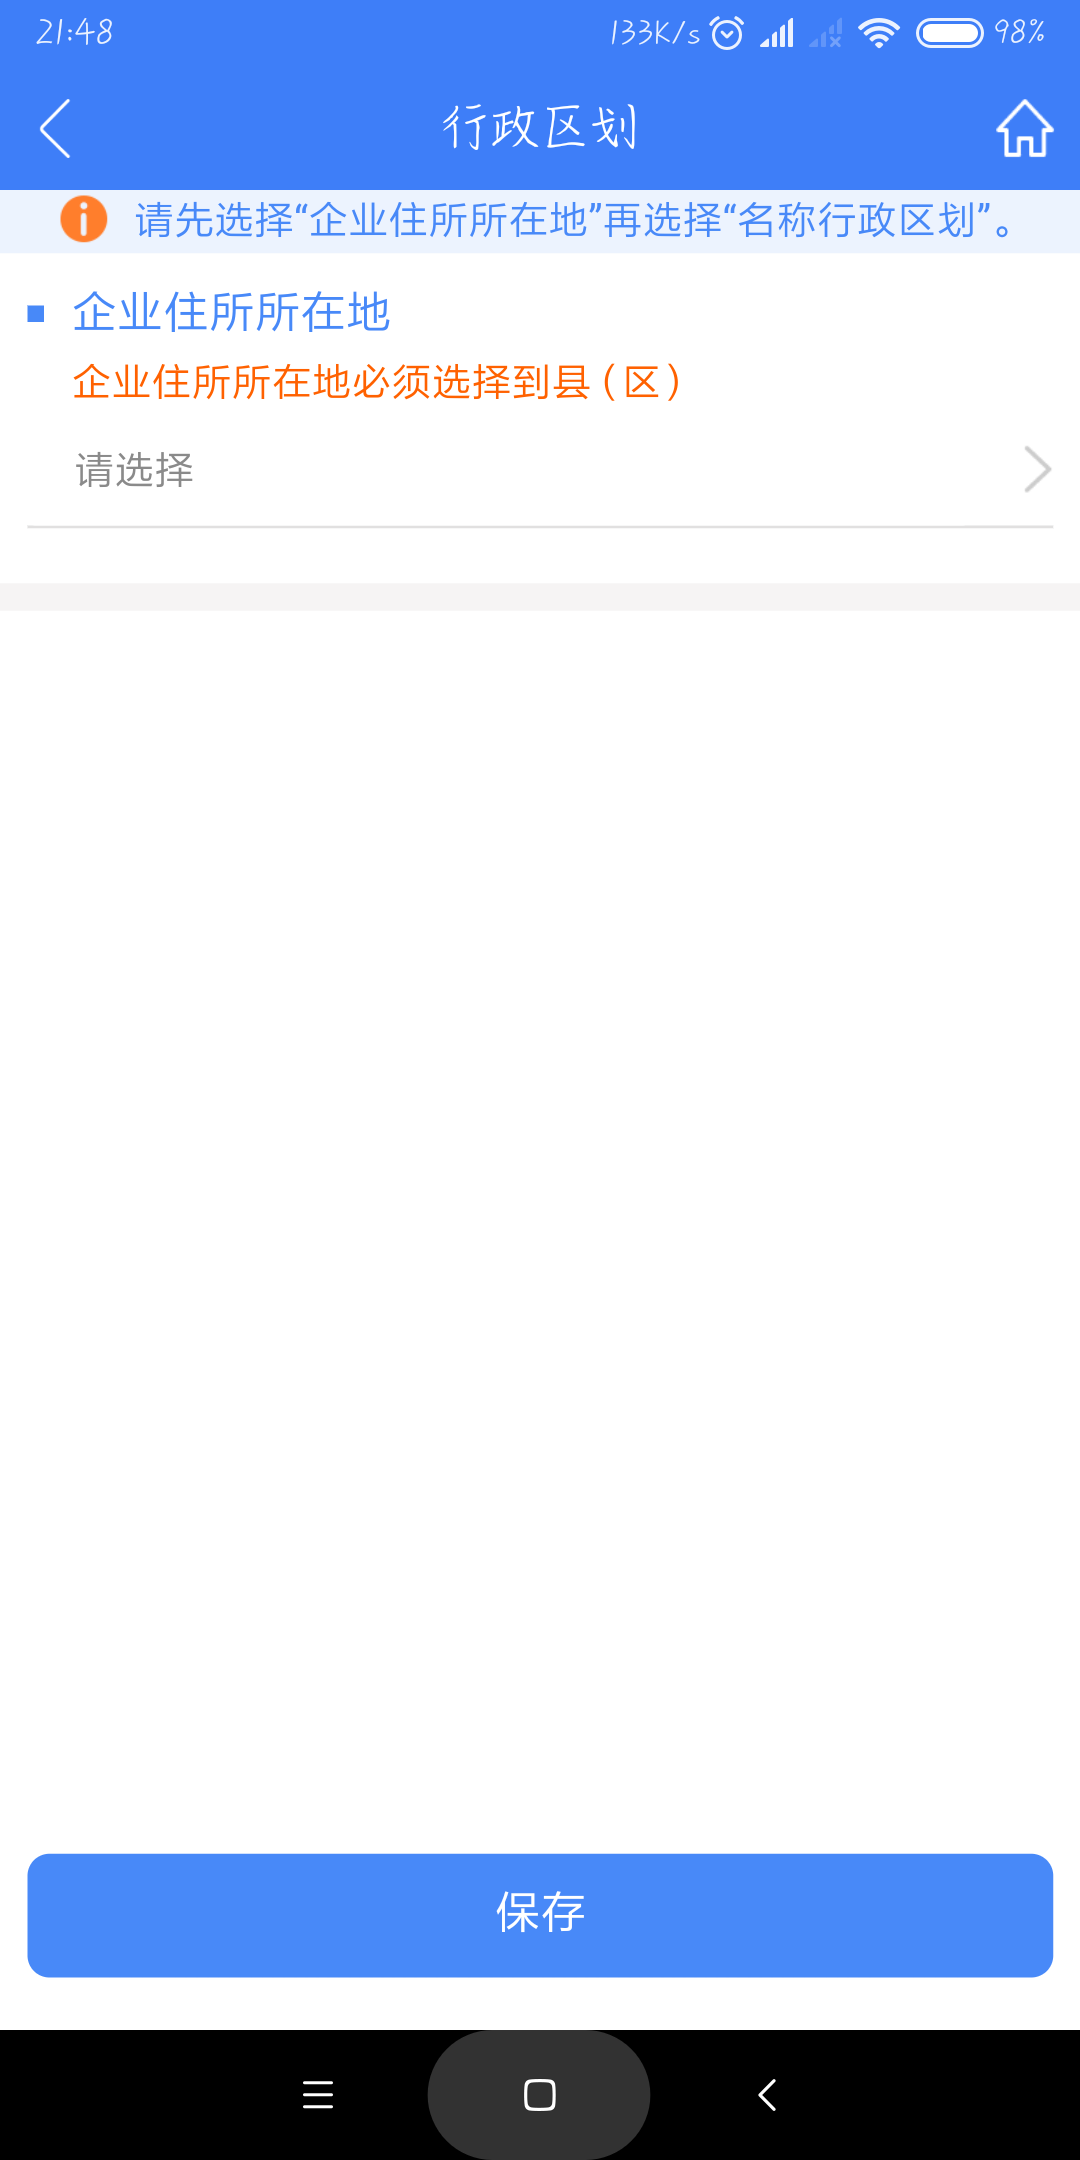 21:48 133K/s 98%
行政区划
请先选择“企业住所所在地”再选择“名称行政区划”。
企业住所所在地
企业住所所在地必须选择到县（区）
请选择
保存